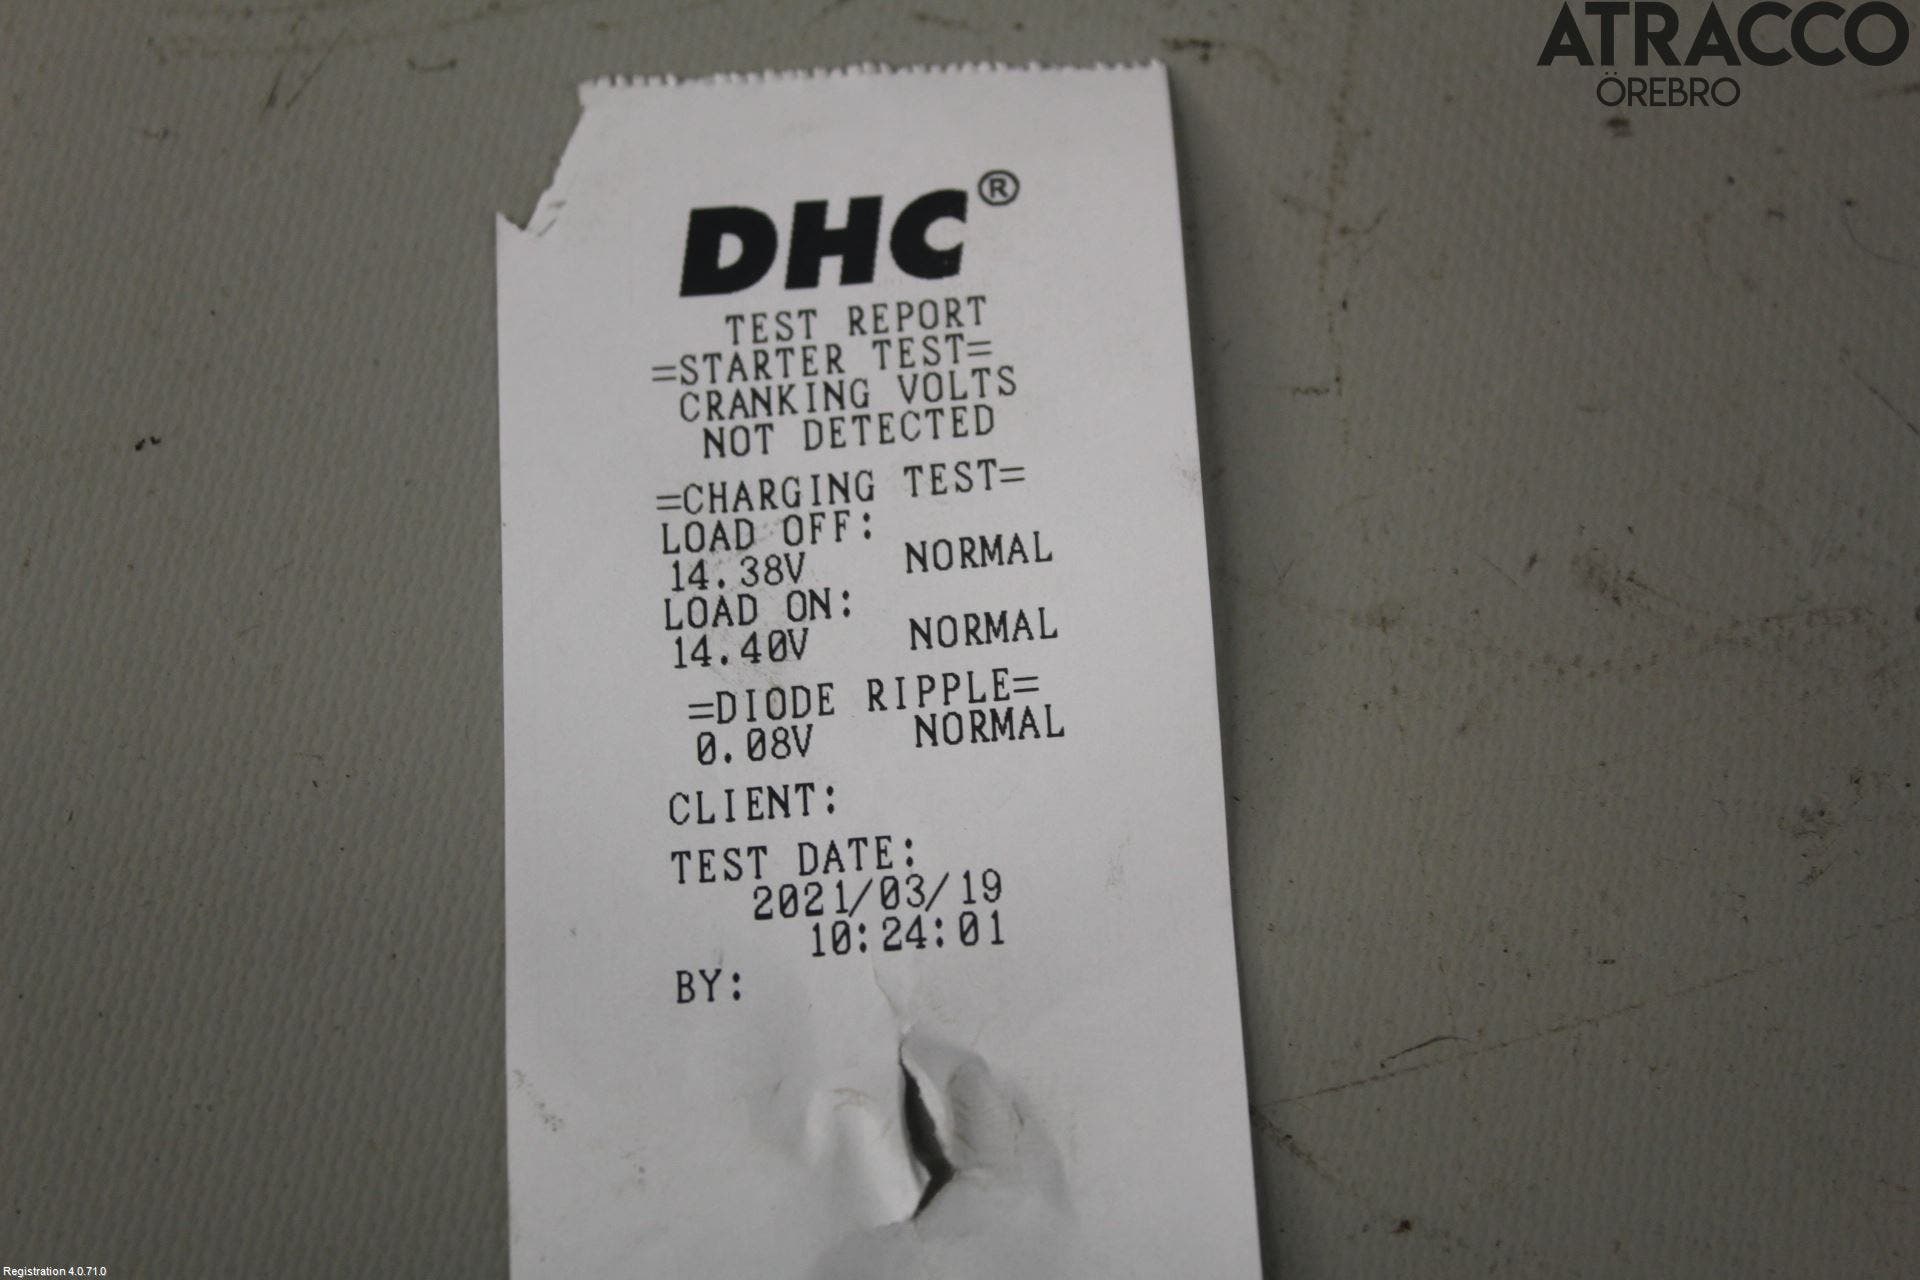 ATRACCO
ÖREBRO
DHC®
TEST REPORT
=STARTER TEST=
CRANKING VOLTS
NOT DETECTED
=CHARGING TEST=
LOAD OFF:
14.38V NORMAL
LOAD ON:
14.40V NORMAL
=DIODE RIPPLE=
0.08V NORMAL
CLIENT:
TEST DATE:
2021/03/19
10:24:01
BY:
Registration 4.0.71.0